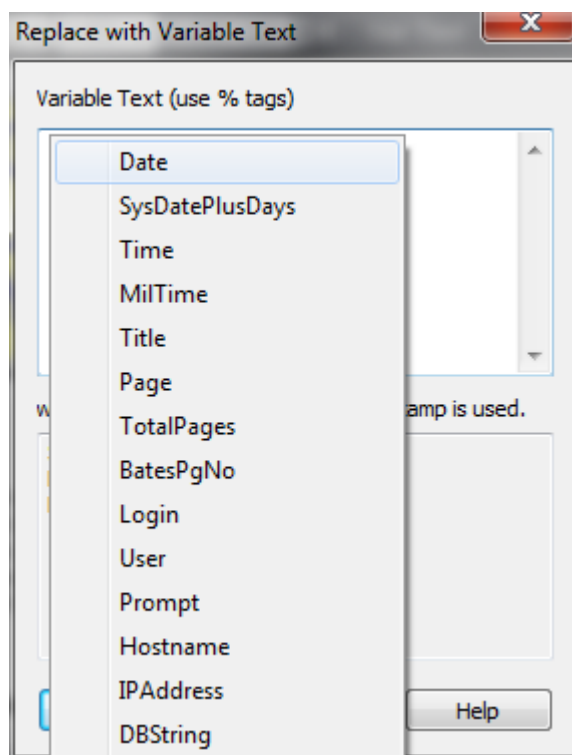 Replace with Variable Text
Variable Text (use % tags)
Date
SysDatePlusDays
Time
MilTime
Title
Page
TotalPages
w amp is used.
BatesPgNo
Login
User
Prompt
Hostname
IPAddress
Help
DBString